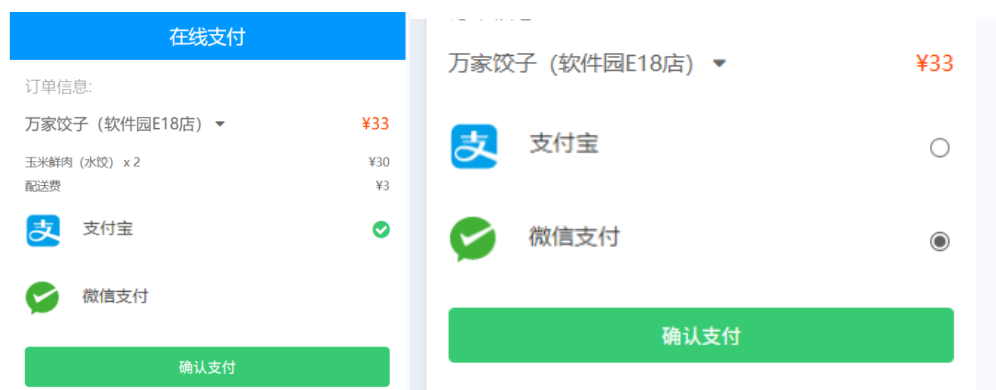 在线支付
订单信息:
万家饺子（软件园E18店）
¥33
玉米鲜肉（水饺） x 2
¥30
配送费
¥3
支付宝
微信支付
确认支付
万家饺子（软件园E18店）
¥33
支付宝
微信支付
确认支付